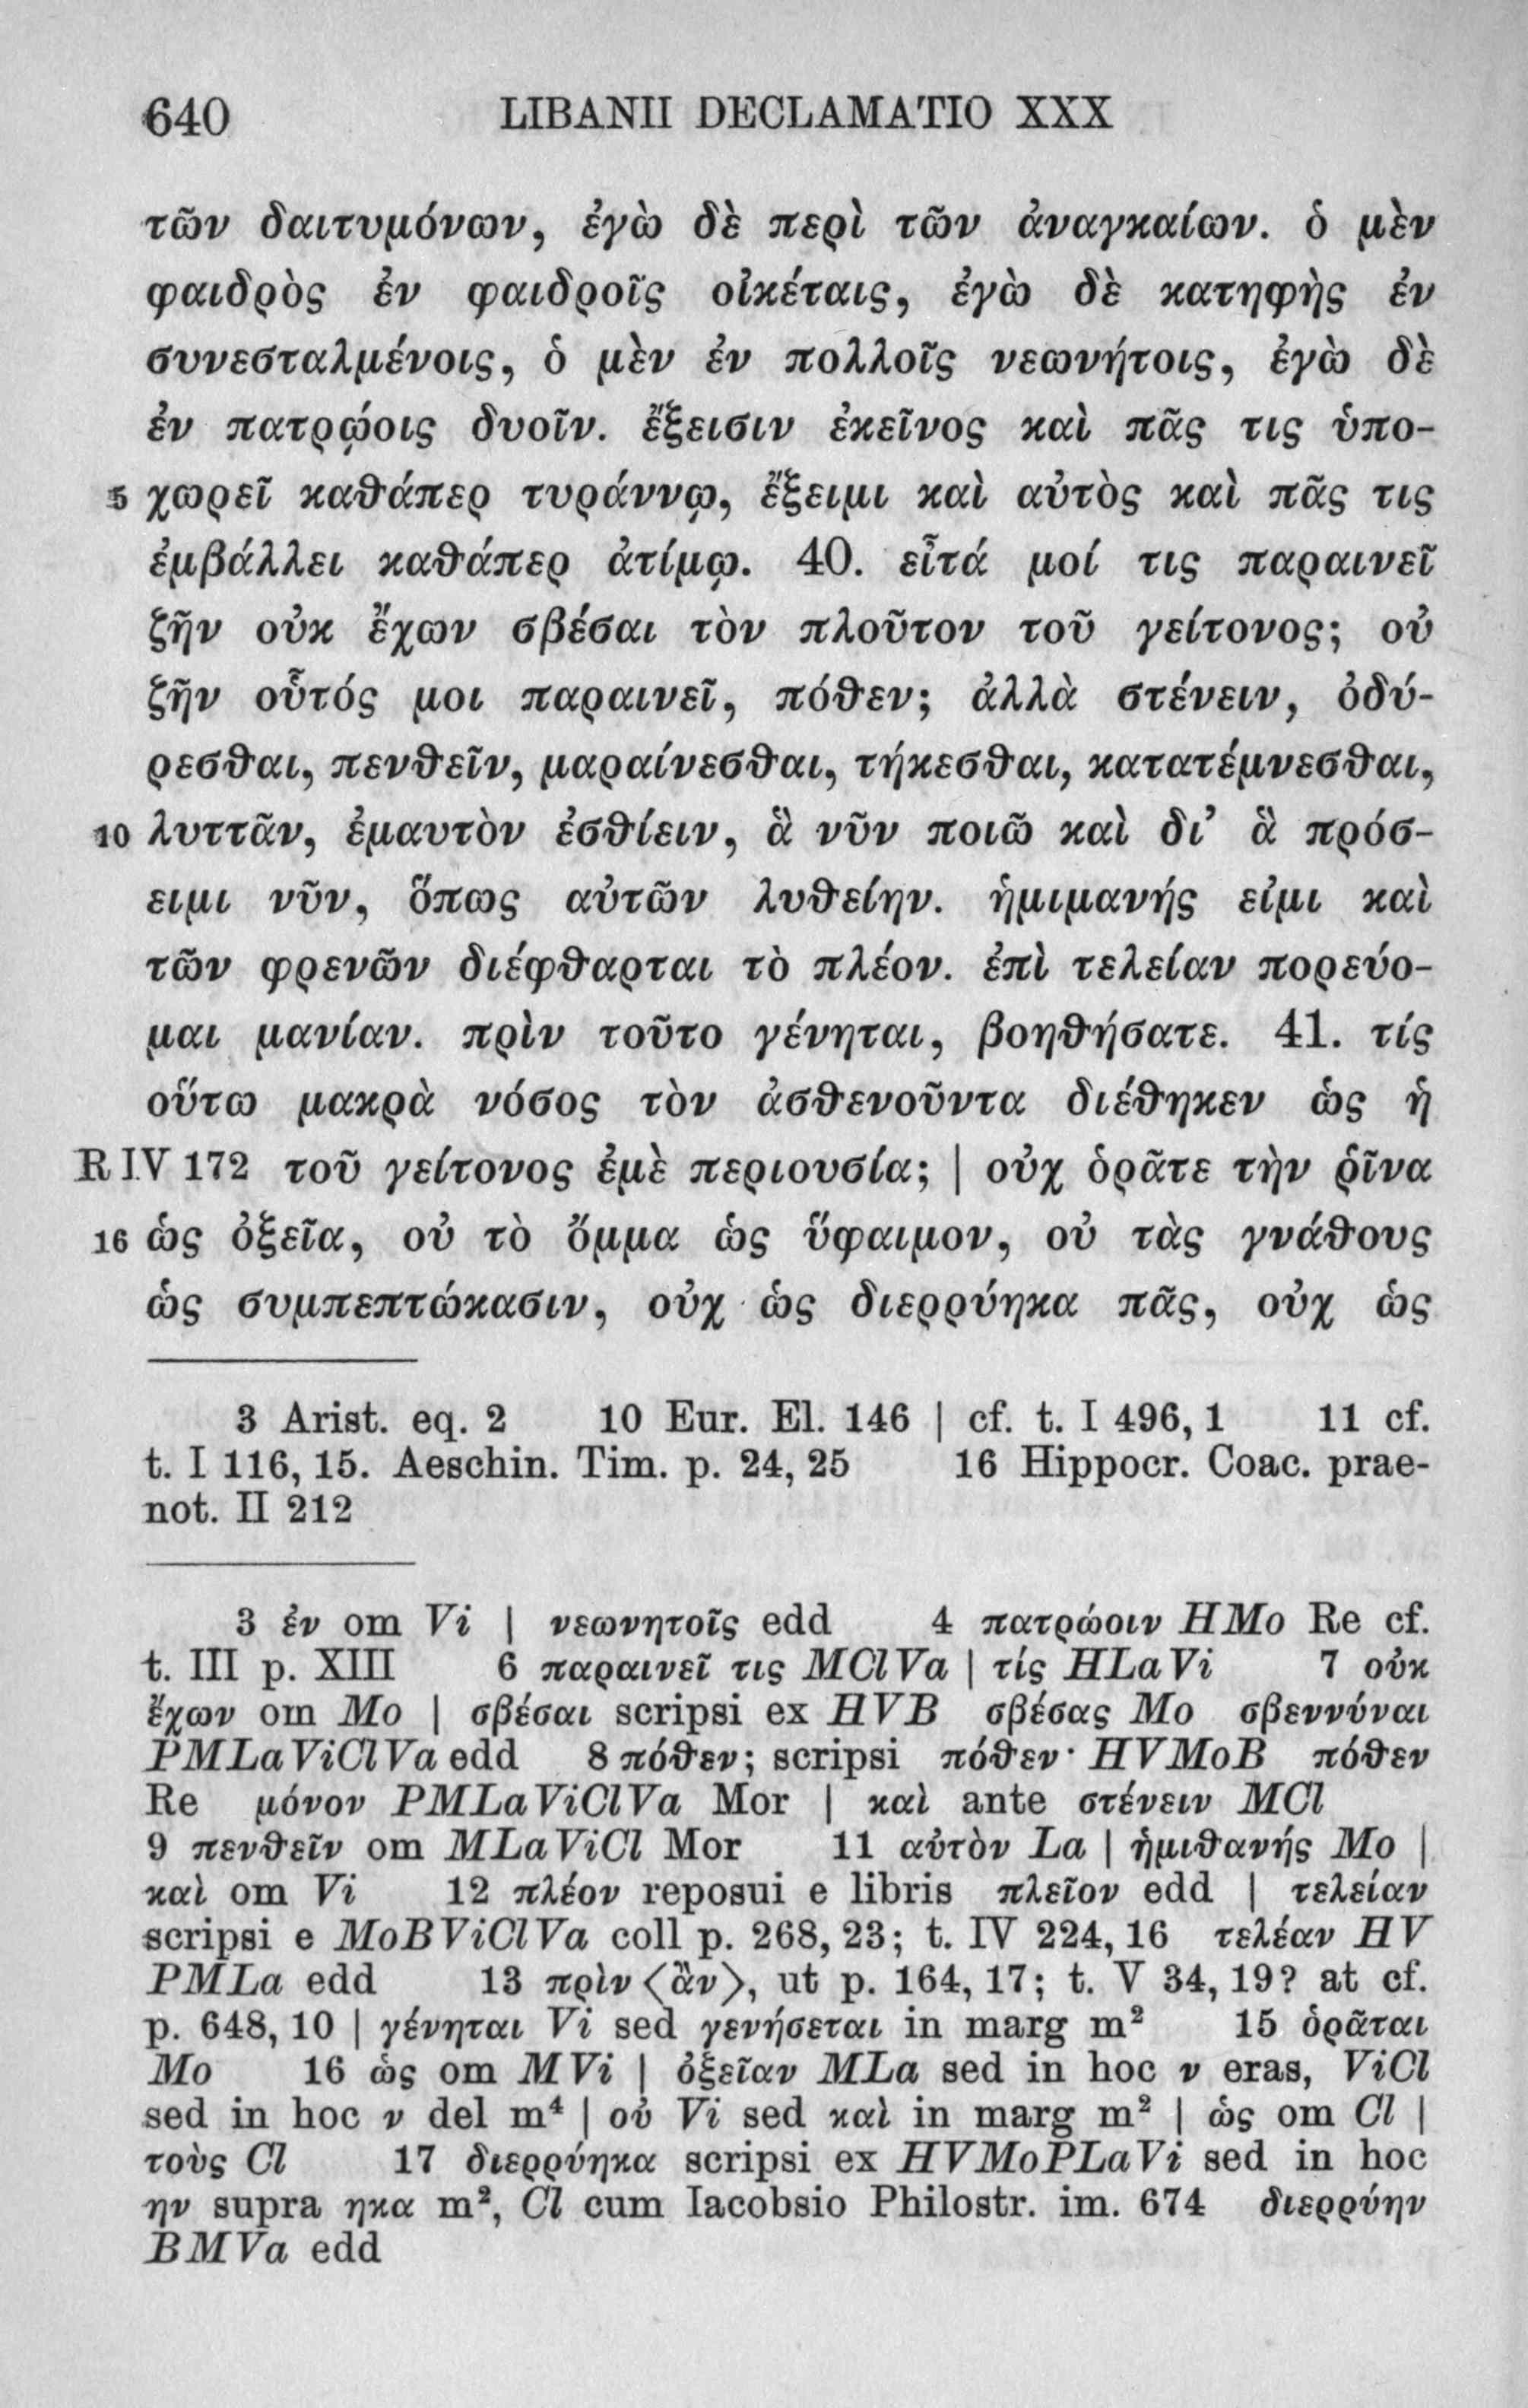 640 LIBANII DECLAMATIO XXX
τῶν δαιτυμόνων, ἐγὼ δὲ περὶ τῶν ἀναγκαίων. ὁ μὲν
φαιδρὸς ἐν φαιδροῖς οἰκέταις, ἐγὼ δὲ κατηφὴς ἐν
συνεσταλμένοις, ὁ μὲν ἐν πολλοῖς νεωνήτοις, ἐγὼ δὲ
ἐν πατρῴοις δυοῖν. ἔξεισιν ἐκεῖνος καὶ πᾶς τις ὑπο-
5 χωρεῖ καθάπερ τυράννῳ, ἔξειμι καὶ αὐτὸς καὶ πᾶς τις
ἐμβάλλει καθάπερ ἀτίμῳ. 40. εἶτά μοί τις παραινεῖ
ζῆν οὐκ ἔχων σβέσαι τὸν πλοῦτον τοῦ γείτονος; οὐ
ζῆν οὗτός μοι παραινεῖ, πόθεν; ἀλλὰ στένειν, ὀδύ-
ρεσθαι, πενθεῖν, μαραίνεσθαι, τήκεσθαι, κατατέμνεσθαι,
10 λυττᾶν, ἐμαυτὸν ἐσθίειν, ἃ νῦν ποιῶ καὶ δι’ ἃ πρόσ-
ειμι νῦν, ὅπως αὐτῶν λυθείην. ἡμιμανής εἰμι καὶ
τῶν φρενῶν διέφθαρται τὸ πλέον. ἐπὶ τελείαν πορεύο-
μαι μανίαν. πρὶν τοῦτο γένηται, βοηθήσατε. 41. τίς
οὕτω μακρὰ νόσος τὸν ἀσθενοῦντα διέθηκεν ὡς ἡ
R IV 172 τοῦ γείτονος ἐμὲ περιουσία; | οὐχ ὁρᾶτε τὴν ῥῖνα
16 ὡς ὀξεῖα, οὐ τὸ ὄμμα ὡς ὕφαιμον, οὐ τὰς γνάθους
ὡς συμπεπτώκασιν, οὐχ ὡς διερρύηκα πᾶς, οὐχ ὡς
3 Arist. eq. 2 10 Eur. El. 146 | cf. t. I 496, 1 11 cf.
t. I 116, 15. Aeschin. Tim. p. 24, 25 16 Hippocr. Coac. prae-
not. II 212
3 ἐν om Vi | νεωνητοῖς edd 4 πατρώοιν HMo Re cf.
t. III p. XIII 6 παραινεῖ τις MClVa | τίς HLaVi 7 οὐκ
ἔχων om Mo | σβέσαι scripsi ex HVB σβέσας Mo σβεννύναι
PMLaViClVa edd 8 πόθεν; scripsi πόθεν· HVMoB πόθεν
Re μόνον PMLaViClVa Mor | καὶ ante στένειν MCl
9 πενθεῖν om MLaViCl Mor 11 αὐτὸν La | ἡμιθανής Mo |
καὶ om Vi 12 πλέον reposui e libris πλεῖον edd | τελείαν
scripsi e MoBViClVa coll p. 268, 23; t. IV 224, 16 τελέαν HV
PMLa edd 13 πρὶν ⟨ἂν⟩, ut p. 164, 17; t. V 34, 19? at cf.
p. 648, 10 | γένηται Vi sed γενήσεται in marg m² 15 ὁρᾶται
Mo 16 ὡς om MVi | ὀξεῖαν MLa sed in hoc ν eras, ViCl
sed in hoc ν del m⁴ | οὐ Vi sed καὶ in marg m² | ὡς om Cl |
τοὺς Cl 17 διερρύηκα scripsi ex HVMoPLaVi sed in hoc
ην supra ηκα m², Cl cum Iacobsio Philostr. im. 674 διερρύην
BMVa edd